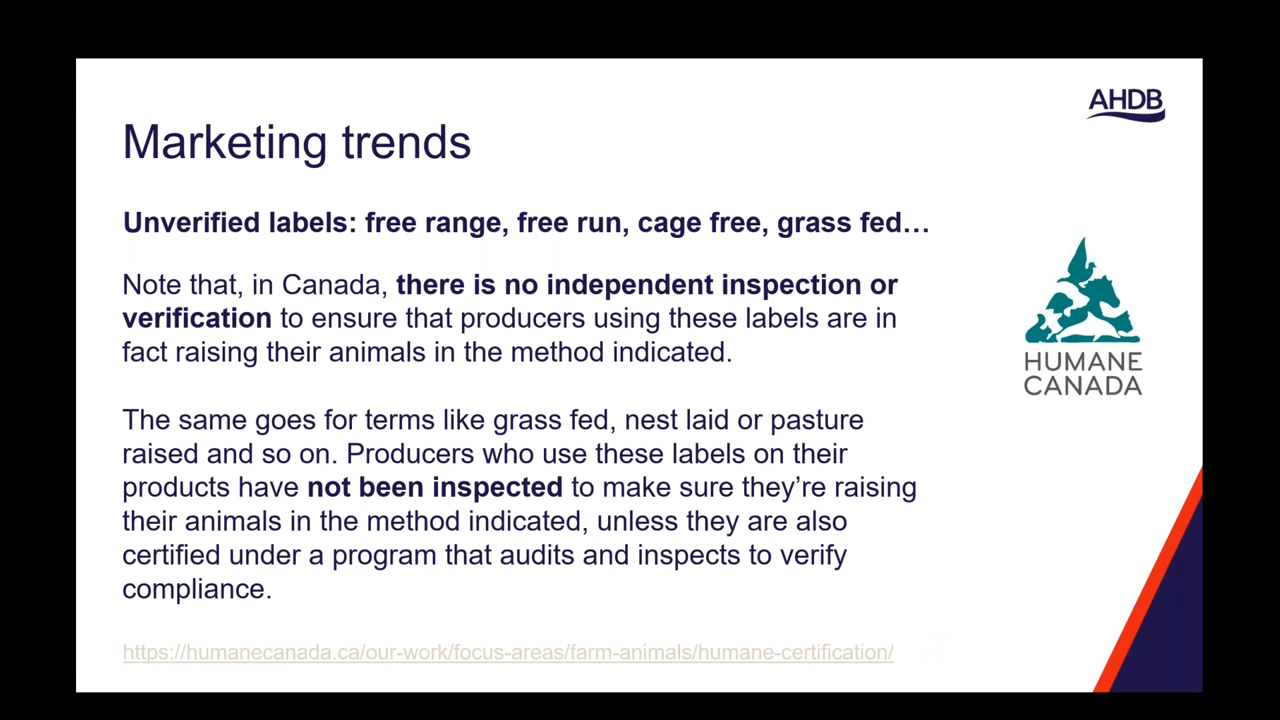 AHDB
Marketing trends
Unverified labels: free range, free run, cage free, grass fed…
Note that, in Canada, there is no independent inspection or
verification to ensure that producers using these labels are in
fact raising their animals in the method indicated.
HUMANE
CANADA
The same goes for terms like grass fed, nest laid or pasture
raised and so on. Producers who use these labels on their
products have not been inspected to make sure they’re raising
their animals in the method indicated, unless they are also
certified under a program that audits and inspects to verify
compliance.
https://humanecanada.ca/our-work/focus-areas/farm-animals/humane-certification/